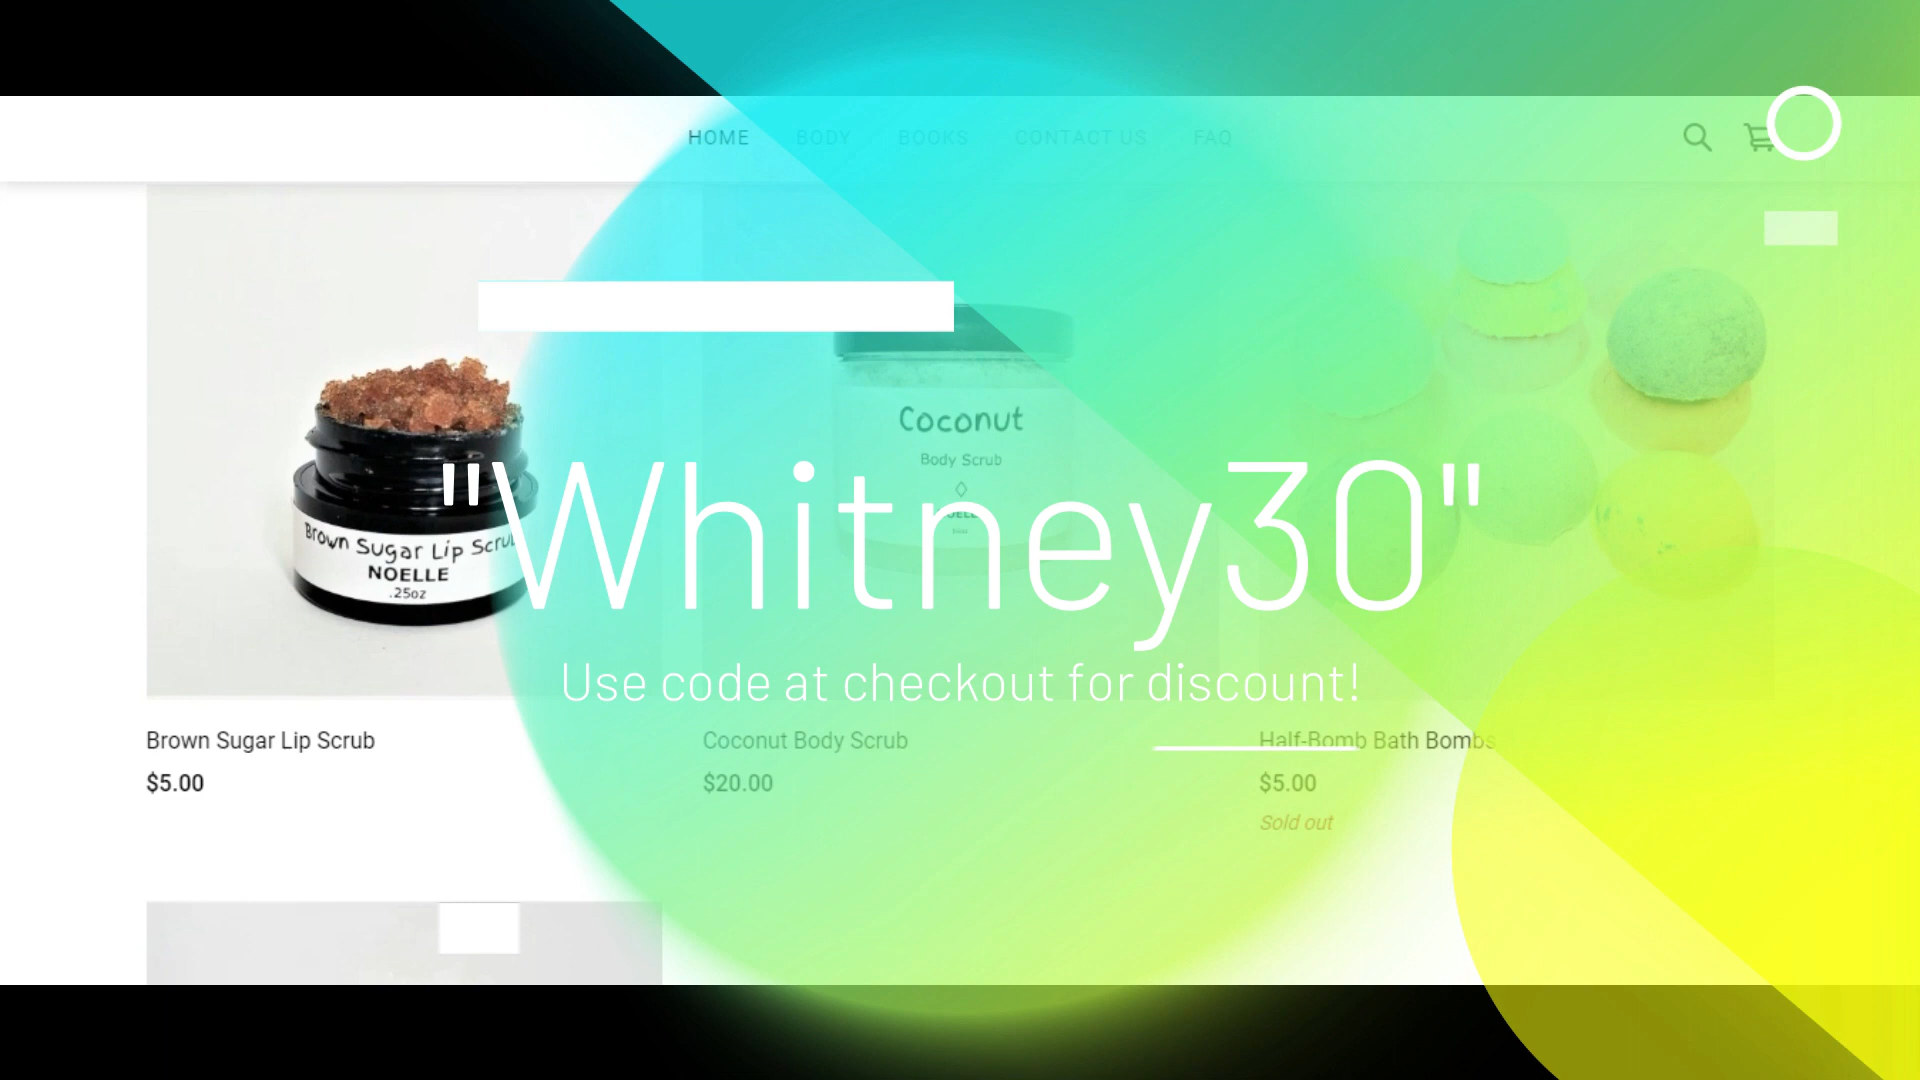 HOME BODY BOOKS CONTACT US FAQ
Coconut
Body Scrub
"Whitney30"
Brown Sugar Lip Scrub
NOELLE
.25oz
Use code at checkout for discount!
Brown Sugar Lip Scrub
$5.00
Coconut Body Scrub
$20.00
Half-Bomb Bath Bombs
$5.00
Sold out